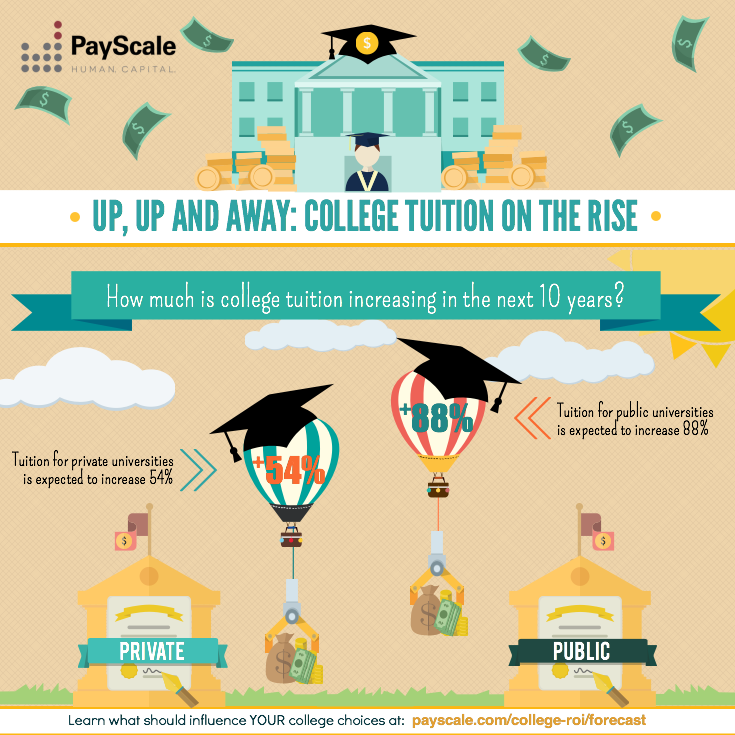 PayScale
HUMAN CAPITAL
$
$
$
$
$
$
$
UP, UP AND AWAY: COLLEGE TUITION ON THE RISE
How much is college tuition increasing in the next 10 years?
+88%
Tuition for public universities
is expected to increase 88%
+54%
Tuition for private universities
is expected to increase 54%
$
$
$
$
PRIVATE
PUBLIC
Learn what should influence YOUR college choices at: payscale.com/college-roi/forecast